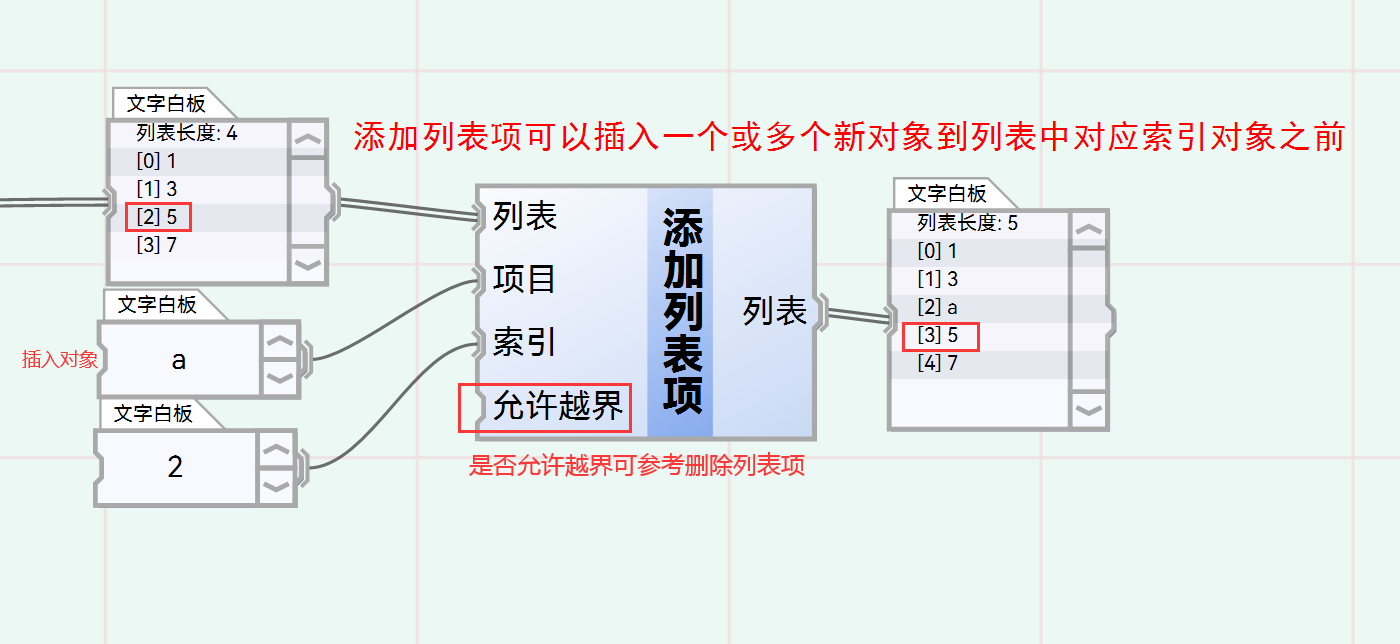 文字白板
列表长度: 4
[0] 1
[1] 3
[2] 5
[3] 7
添加列表项可以插入一个或多个新对象到列表中对应索引对象之前
文字白板
a
插入对象
文字白板
2
列表
项目
索引
允许越界
添加列表项
列表
是否允许越界可参考删除列表项
文字白板
列表长度: 5
[0] 1
[1] 3
[2] a
[3] 5
[4] 7